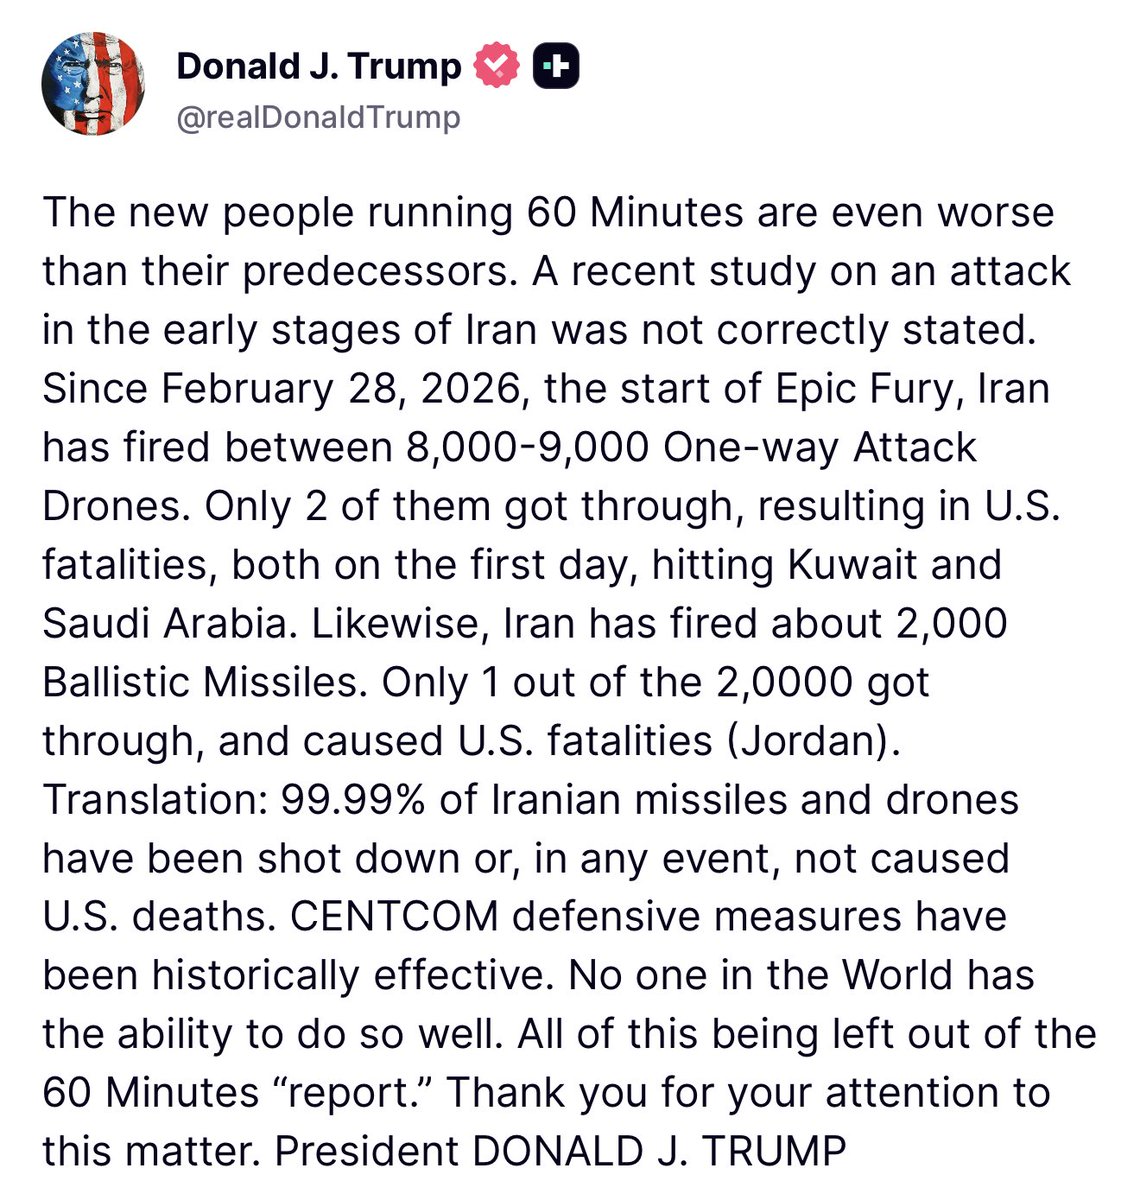 Donald J. Trump
@realDonaldTrump
The new people running 60 Minutes are even worse
than their predecessors. A recent study on an attack
in the early stages of Iran was not correctly stated.
Since February 28, 2026, the start of Epic Fury, Iran
has fired between 8,000-9,000 One-way Attack
Drones. Only 2 of them got through, resulting in U.S.
fatalities, both on the first day, hitting Kuwait and
Saudi Arabia. Likewise, Iran has fired about 2,000
Ballistic Missiles. Only 1 out of the 2,0000 got
through, and caused U.S. fatalities (Jordan).
Translation: 99.99% of Iranian missiles and drones
have been shot down or, in any event, not caused
U.S. deaths. CENTCOM defensive measures have
been historically effective. No one in the World has
the ability to do so well. All of this being left out of the
60 Minutes “report.” Thank you for your attention to
this matter. President DONALD J. TRUMP